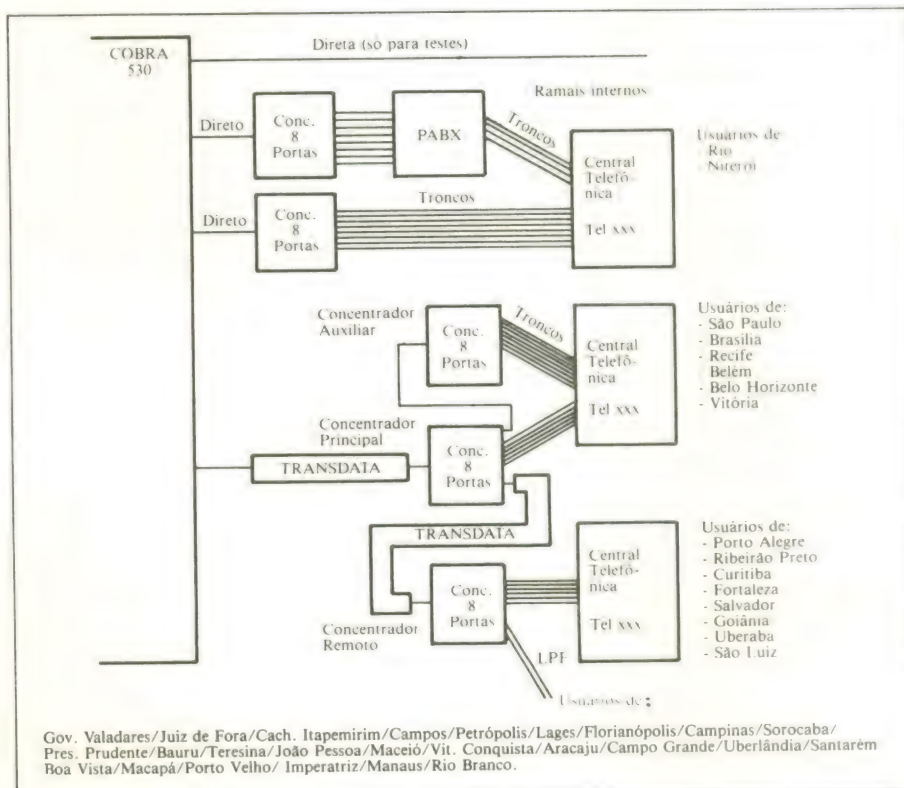 COBRA
530
Direta (só para testes)
Ramais internos
Direto
Conc.
8
Portas
PABX
Troncos
Central
Telefô-
nica
Tel xxx
Usuários de
- Rio
- Niterói
Direto
Conc.
8
Portas
Troncos
Concentrador
Auxiliar
Conc.
8
Portas
Troncos
Central
Telefô-
nica
Tel xxx
Usuários de:
- São Paulo
- Brasília
- Recife
Belém
- Belo Horizonte
- Vitória
Concentrador
Principal
TRANSDATA
Conc.
8
Portas
TRANSDATA
Concentrador
Remoto
Conc.
8
Portas
LPF
Central
Telefô-
nica
Tel xxx
Usuários de:
- Porto Alegre
- Ribeirão Preto
- Curitiba
- Fortaleza
- Salvador
- Goiânia
- Uberaba
- São Luiz
Usuários de:
Gov. Valadares/Juiz de Fora/Cach. Itapemirim/Campos/Petrópolis/Lages/Florianópolis/Campinas/Sorocaba/
Pres. Prudente/Bauru/Teresina/João Pessoa/Maceió/Vit. Conquista/Aracaju/Campo Grande/Uberlândia/Santarém
Boa Vista/Macapá/Porto Velho/ Imperatriz/Manaus/Rio Branco.